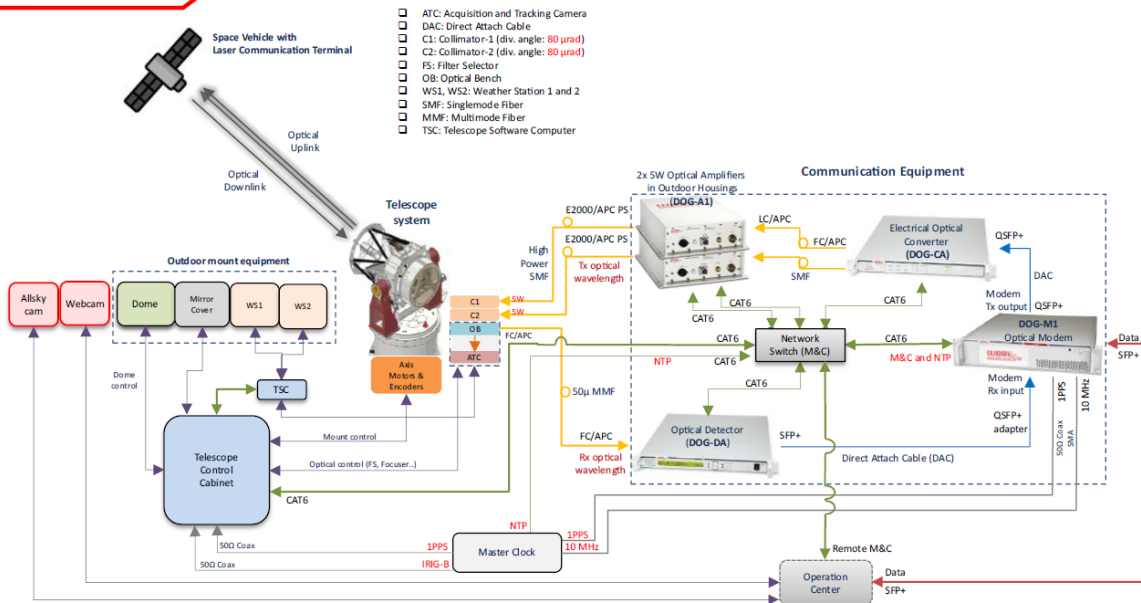 ATC: Acquisition and Tracking Camera
DAC: Direct Attach Cable
C1: Collimator-1 (div. angle: 80 µrad)
C2: Collimator-2 (div. angle: 80 µrad)
FS: Filter Selector
OB: Optical Bench
WS1, WS2: Weather Station 1 and 2
SMF: Singlemode Fiber
MMF: Multimode Fiber
TSC: Telescope Software Computer
Space Vehicle with
Laser Communication Terminal
Optical
Uplink
Optical
Downlink
Telescope
system
Communication Equipment
2x 5W Optical Amplifiers
in Outdoor Housings
(DOG-A1)
E2000/APC PS
E2000/APC PS
High
Power
SMF
Tx optical
wavelength
LC/APC
FC/APC
SMF
Electrical Optical
Converter
(DOG-CA)
QSFP+
DAC
Modem
Tx output
QSFP+
DOG-M1
Optical Modem
Data
SFP+
Outdoor mount equipment
Allsky
cam
Webcam
Dome
Mirror
Cover
WS1
WS2
C1
5W
C2
5W
OB
ATC
FC/APC
CAT6
CAT6
CAT6
CAT6
Network
Switch (M&C)
CAT6
M&C and NTP
NTP
CAT6
CAT6
Modem
Rx input
1PPS
10 MHz
50Ω Coax
SMA
QSFP+
adapter
Dome
control
TSC
Axis
Motors &
Encoders
50µ MMF
FC/APC
Rx optical
wavelength
Optical Detector
(DOG-DA)
SFP+
Direct Attach Cable (DAC)
Telescope
Control
Cabinet
Mount control
Optical control (FS, Focuser..)
CAT6
NTP
50Ω Coax
1PPS
50Ω Coax
IRIG-B
Master Clock
1PPS
10 MHz
Remote M&C
Operation
Center
Data
SFP+